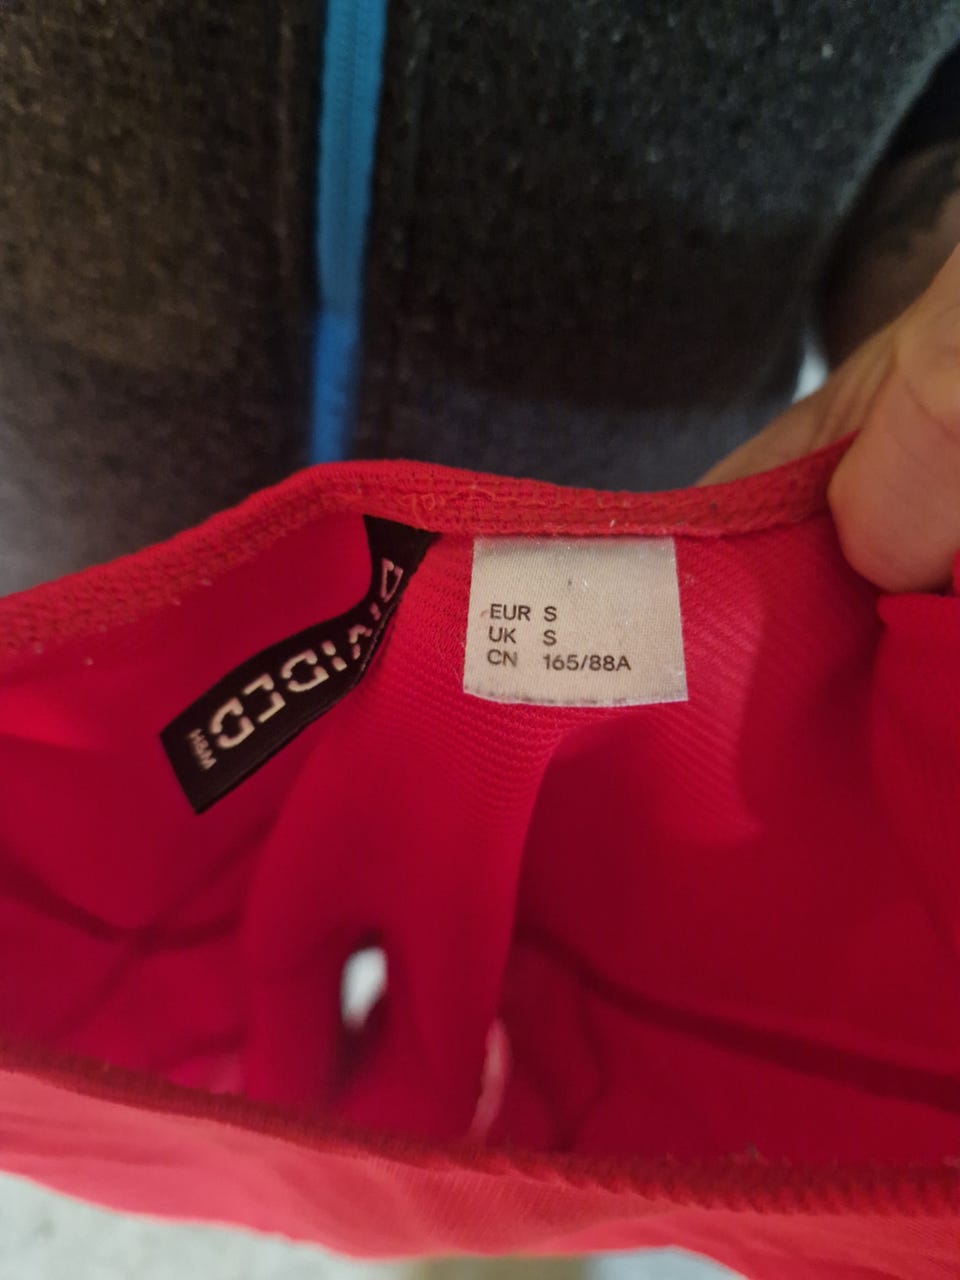 EUR S
UK S
CN 165/88A
DIVIDED
H&M